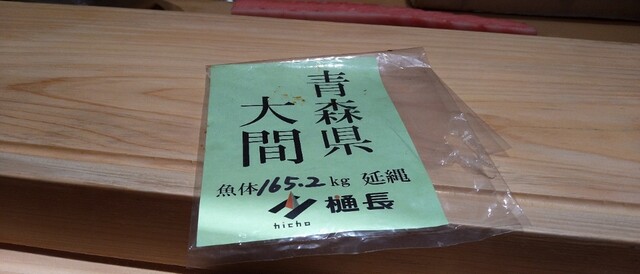 青森県
大間
魚体165.2kg 延縄
樋長
hicho